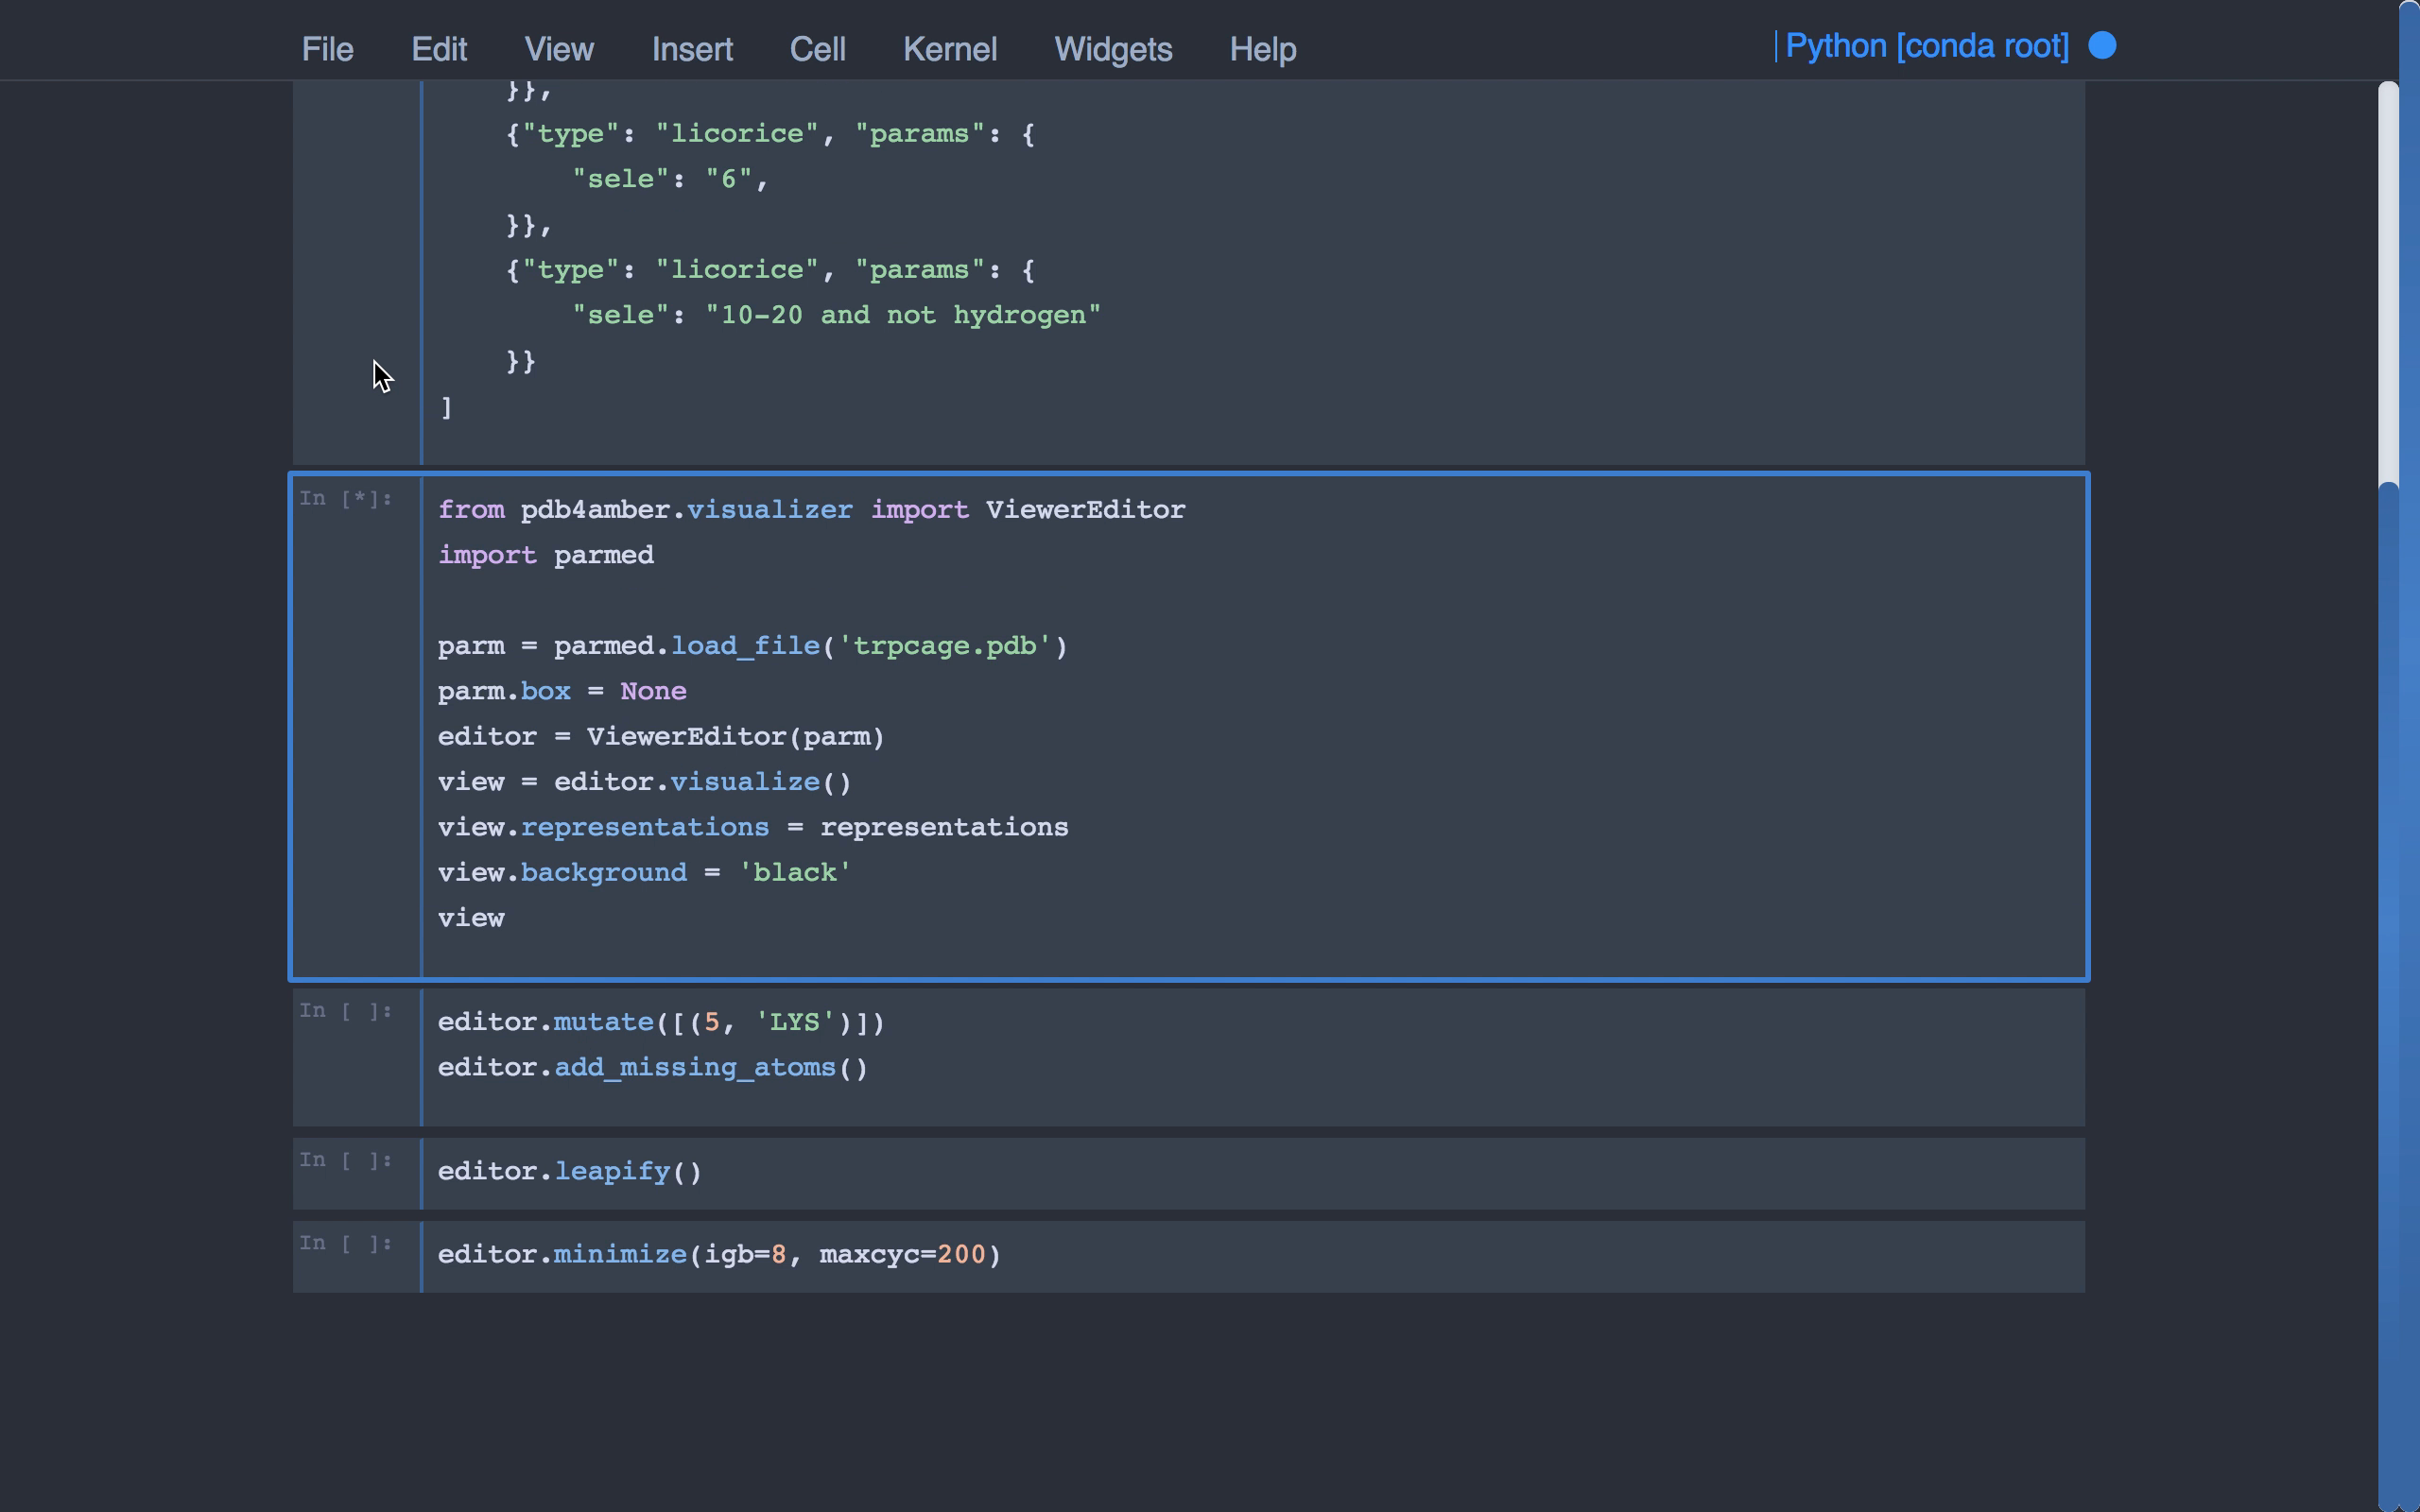 File Edit View Insert Cell Kernel Widgets Help | Python [conda root]
}},
{"type": "licorice", "params": {
"sele": "6",
}},
{"type": "licorice", "params": {
"sele": "10-20 and not hydrogen"
}}
]
In [*]:
from pdb4amber.visualizer import ViewerEditor
import parmed
parm = parmed.load_file('trpcage.pdb')
parm.box = None
editor = ViewerEditor(parm)
view = editor.visualize()
view.representations = representations
view.background = 'black'
view
In [ ]:
editor.mutate([(5, 'LYS')])
editor.add_missing_atoms()
In [ ]:
editor.leapify()
In [ ]:
editor.minimize(igb=8, maxcyc=200)